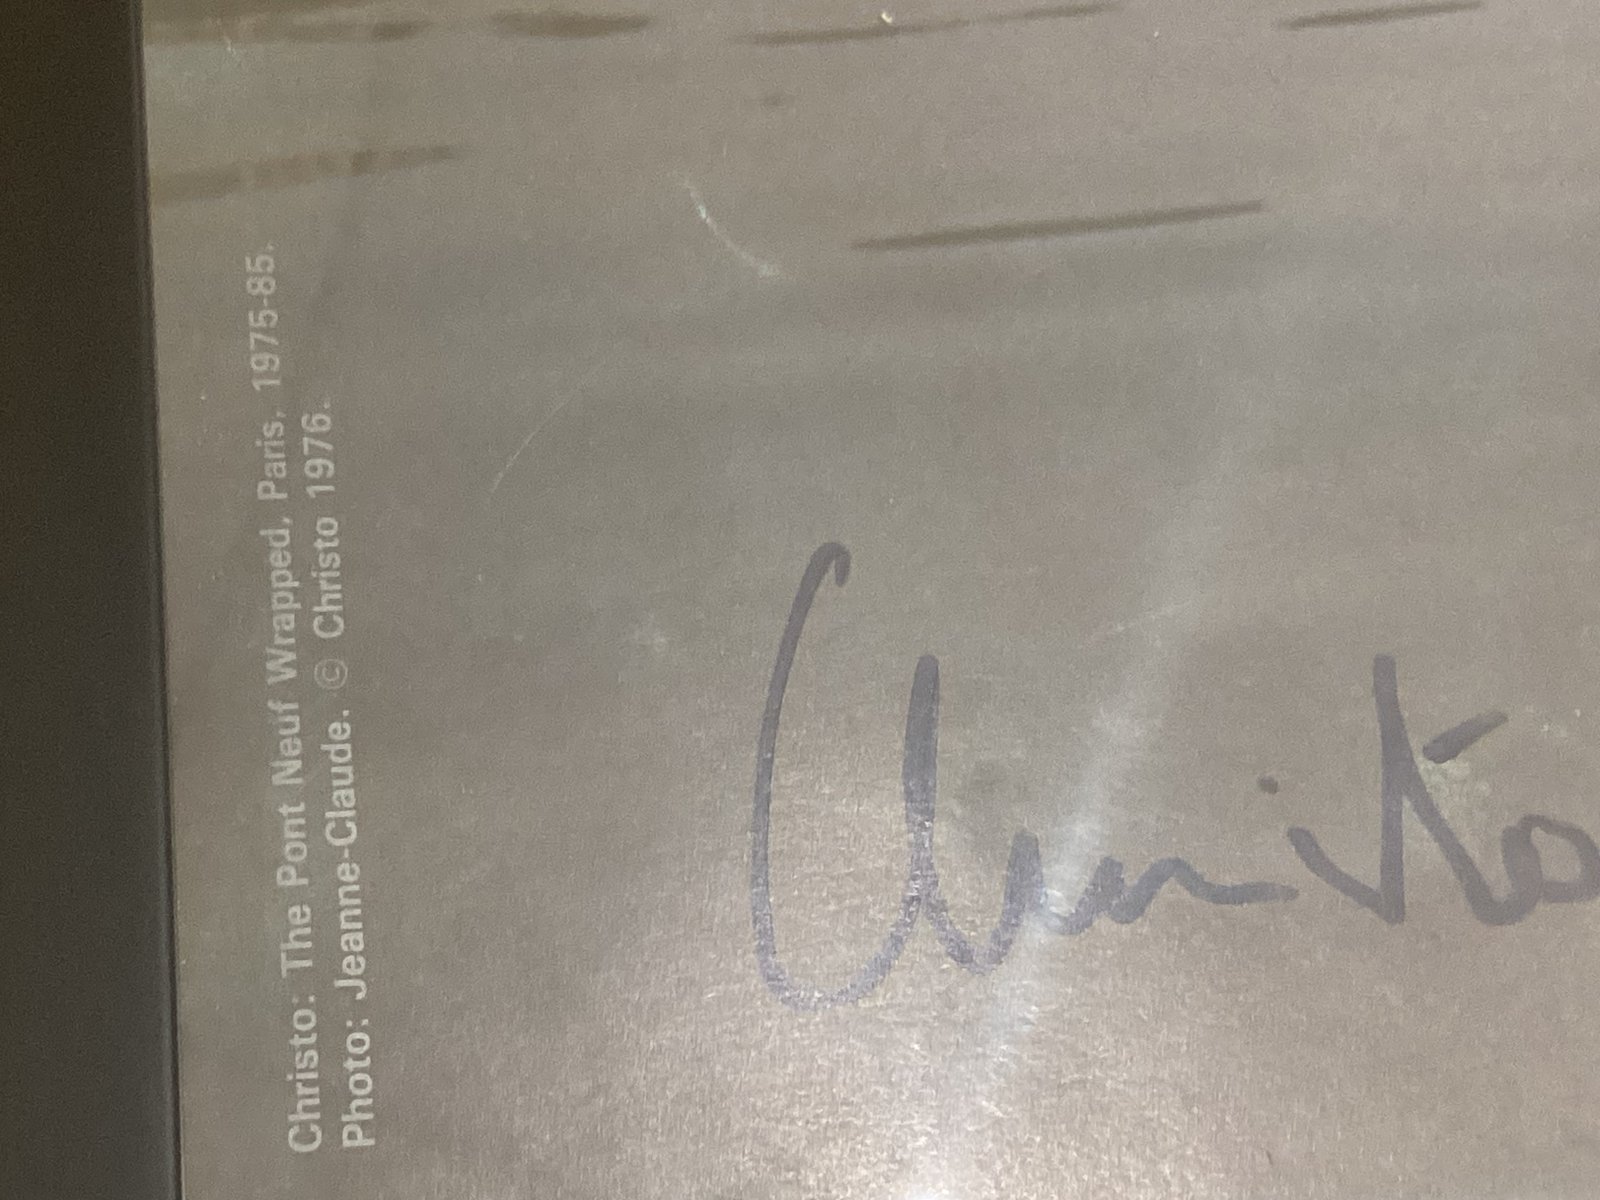 Christo: The Pont Neuf Wrapped, Paris, 1975-85.
Photo: Jeanne-Claude. © Christo 1976.
Christo